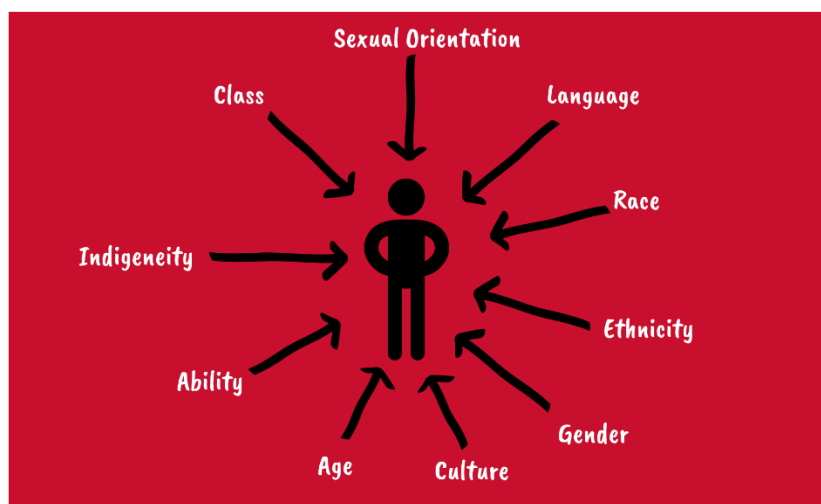 Sexual Orientation
Class
Language
Race
Indigeneity
Ethnicity
Ability
Gender
Age
Culture